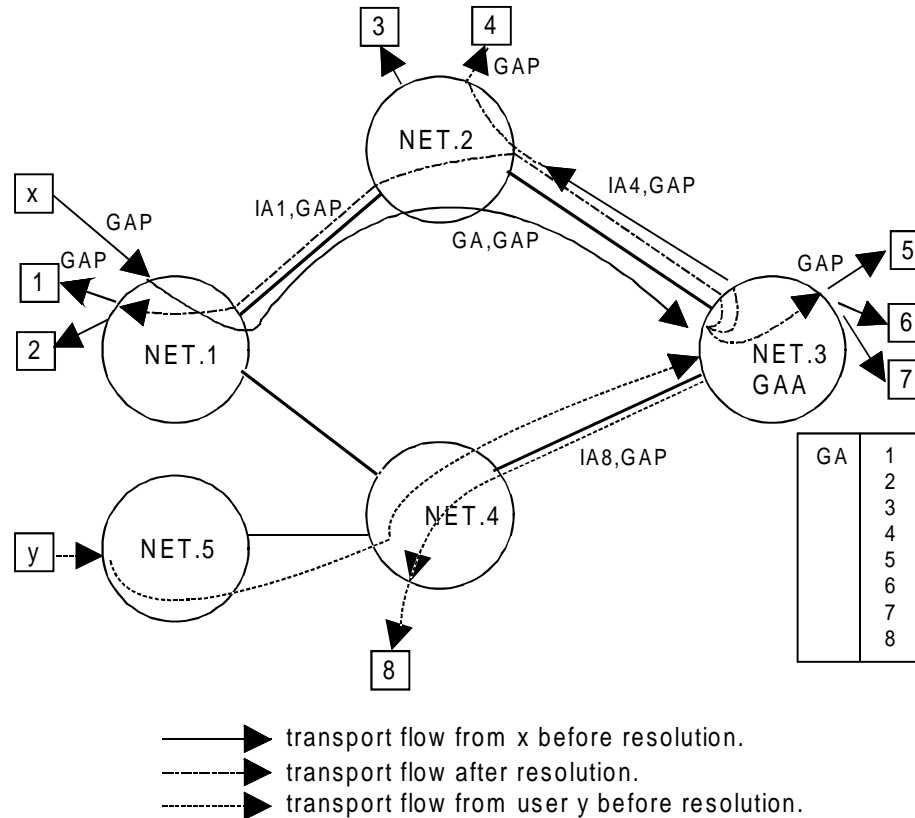 3
4
GAP
NET.2
x
IA1,GAP
IA4,GAP
GAP
GA,GAP
GAP
1
GAP
5
6
2
NET.1
NET.3
GAA
7
IA8,GAP
GA
1
2
3
4
5
6
7
8
NET.4
y
NET.5
8
transport flow from x before resolution.
transport flow after resolution.
transport flow from user y before resolution.